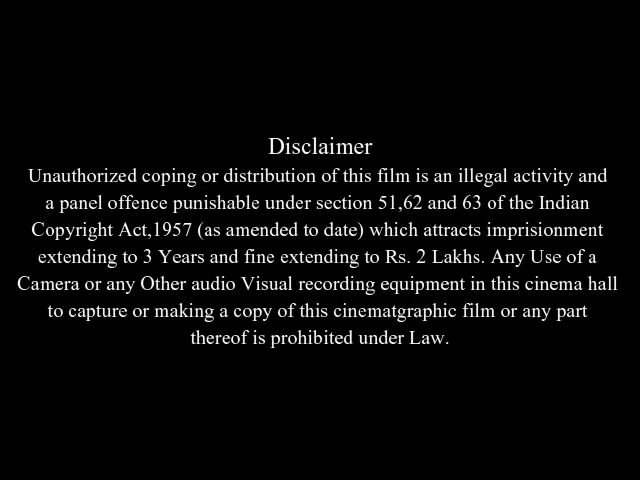 Disclaimer
Unauthorized coping or distribution of this film is an illegal activity and
a panel offence punishable under section 51,62 and 63 of the Indian
Copyright Act,1957 (as amended to date) which attracts imprisionment
extending to 3 Years and fine extending to Rs. 2 Lakhs. Any Use of a
Camera or any Other audio Visual recording equipment in this cinema hall
to capture or making a copy of this cinematgraphic film or any part
thereof is prohibited under Law.